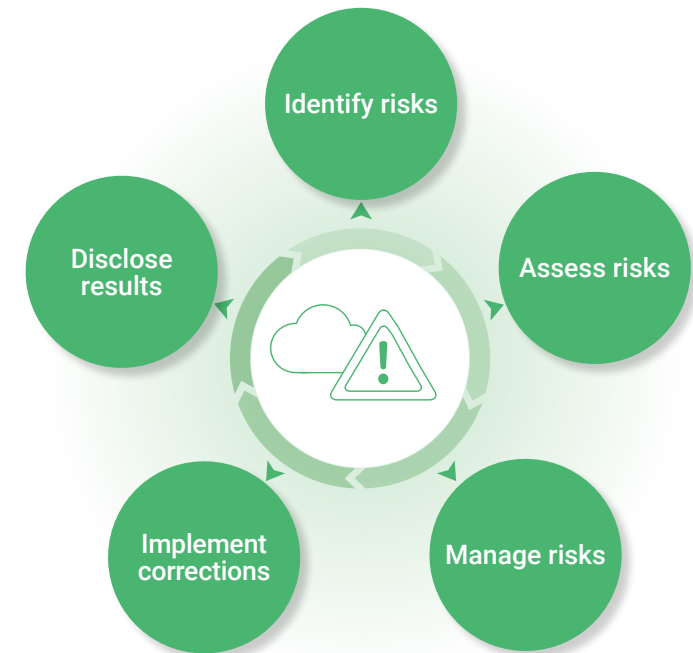 Identify risks
Assess risks
Manage risks
Implement
corrections
Disclose
results